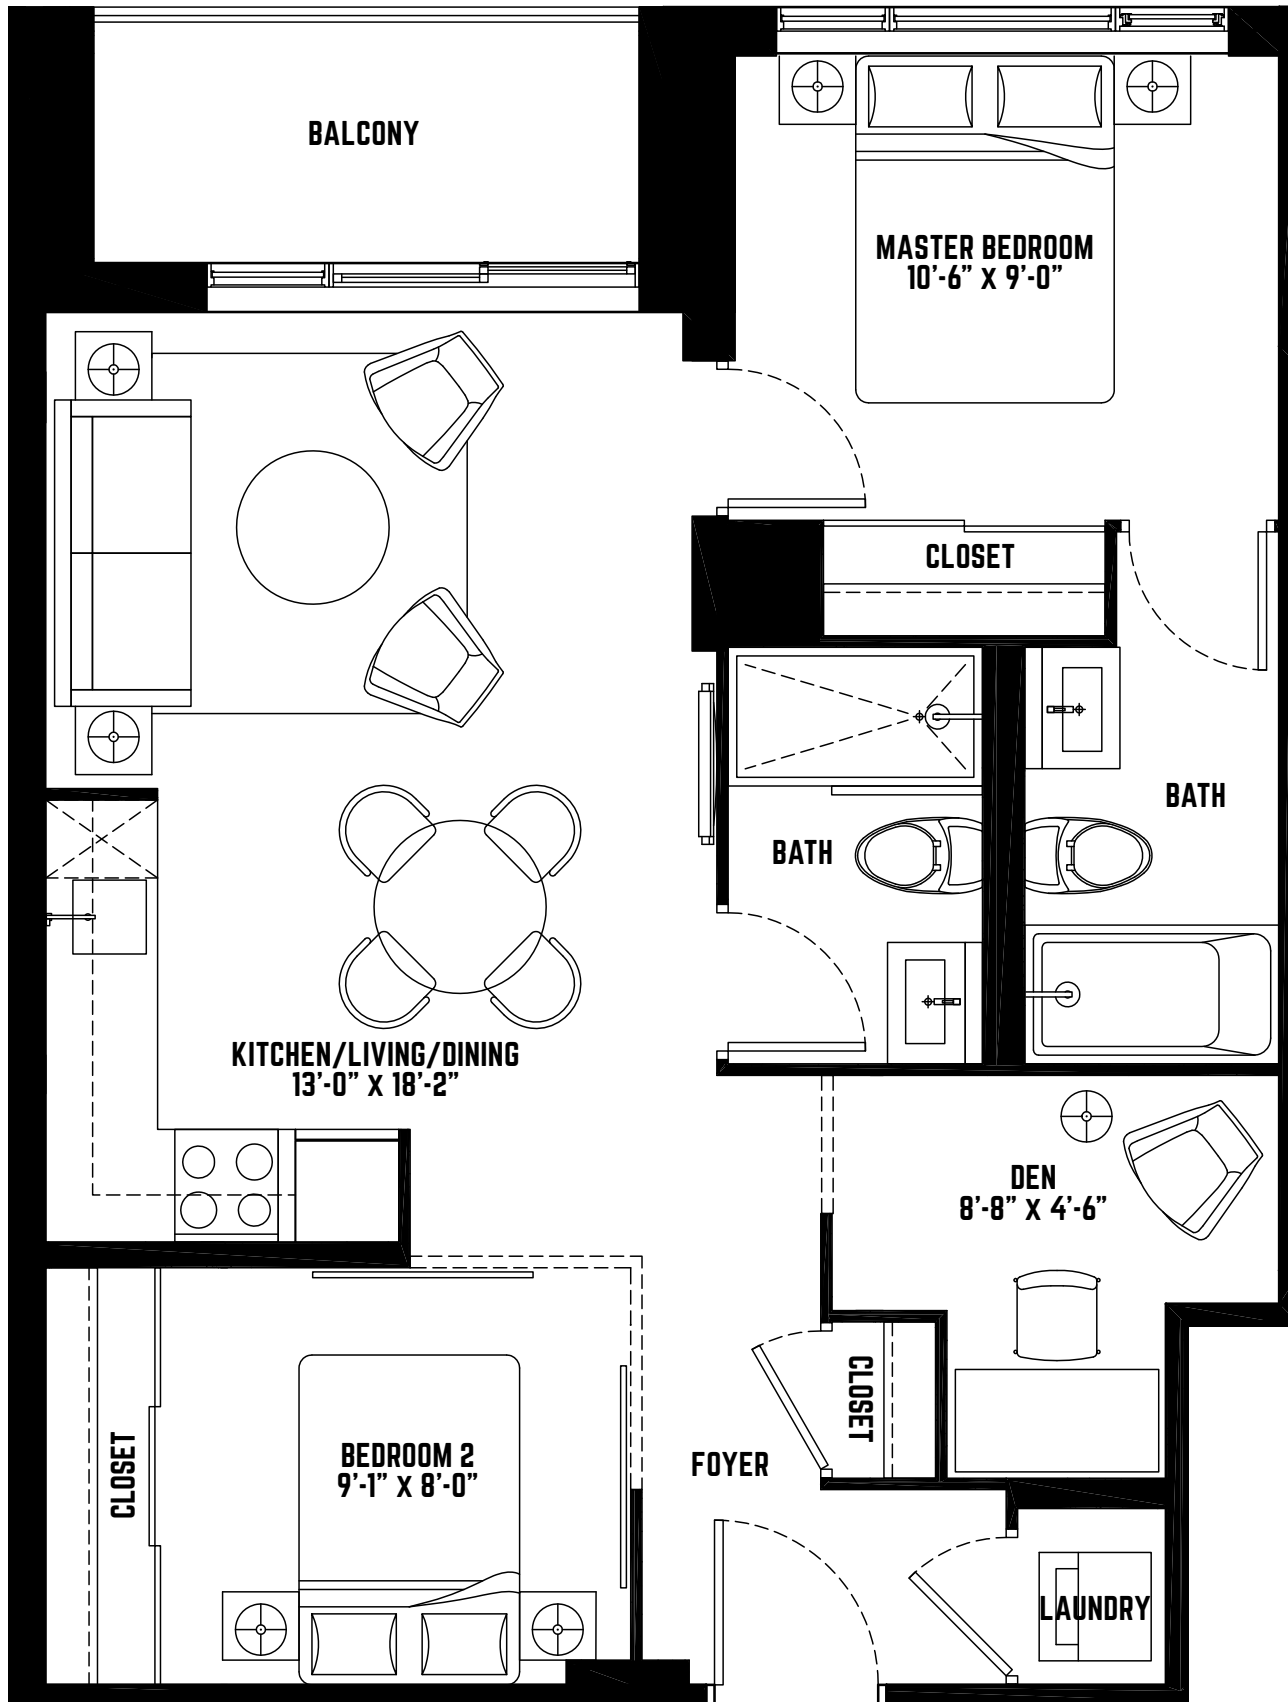 BALCONY
MASTER BEDROOM
10'-6” X 9'-0”
CLOSET
BATH
BATH
KITCHEN/LIVING/DINING
13'-0” X 18'-2”
DEN
8'-8” X 4'-6”
CLOSET
FOYER
BEDROOM 2
9'-1” X 8'-0”
CLOSET
LAUNDRY